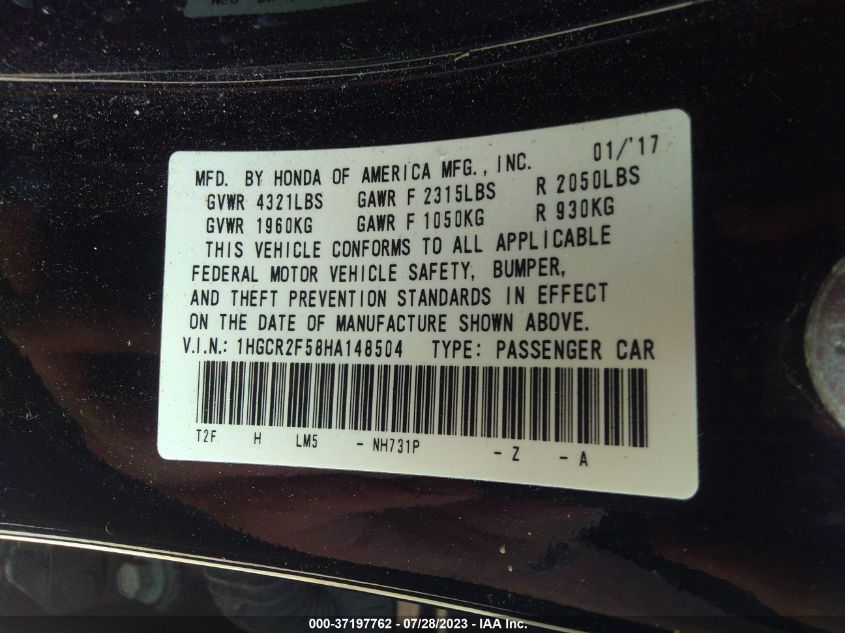 MFD. BY HONDA OF AMERICA MFG., INC. 01/'17
GVWR 4321LBS GAWR F 2315LBS R 2050LBS
GVWR 1960KG GAWR F 1050KG R 930KG
THIS VEHICLE CONFORMS TO ALL APPLICABLE
FEDERAL MOTOR VEHICLE SAFETY, BUMPER,
AND THEFT PREVENTION STANDARDS IN EFFECT
ON THE DATE OF MANUFACTURE SHOWN ABOVE.
V.I.N.: 1HGCR2F58HA148504 TYPE: PASSENGER CAR
T2F H LM5 - NH731P - Z - A
000-37197762 / 07/28/2023 - IAA Inc.